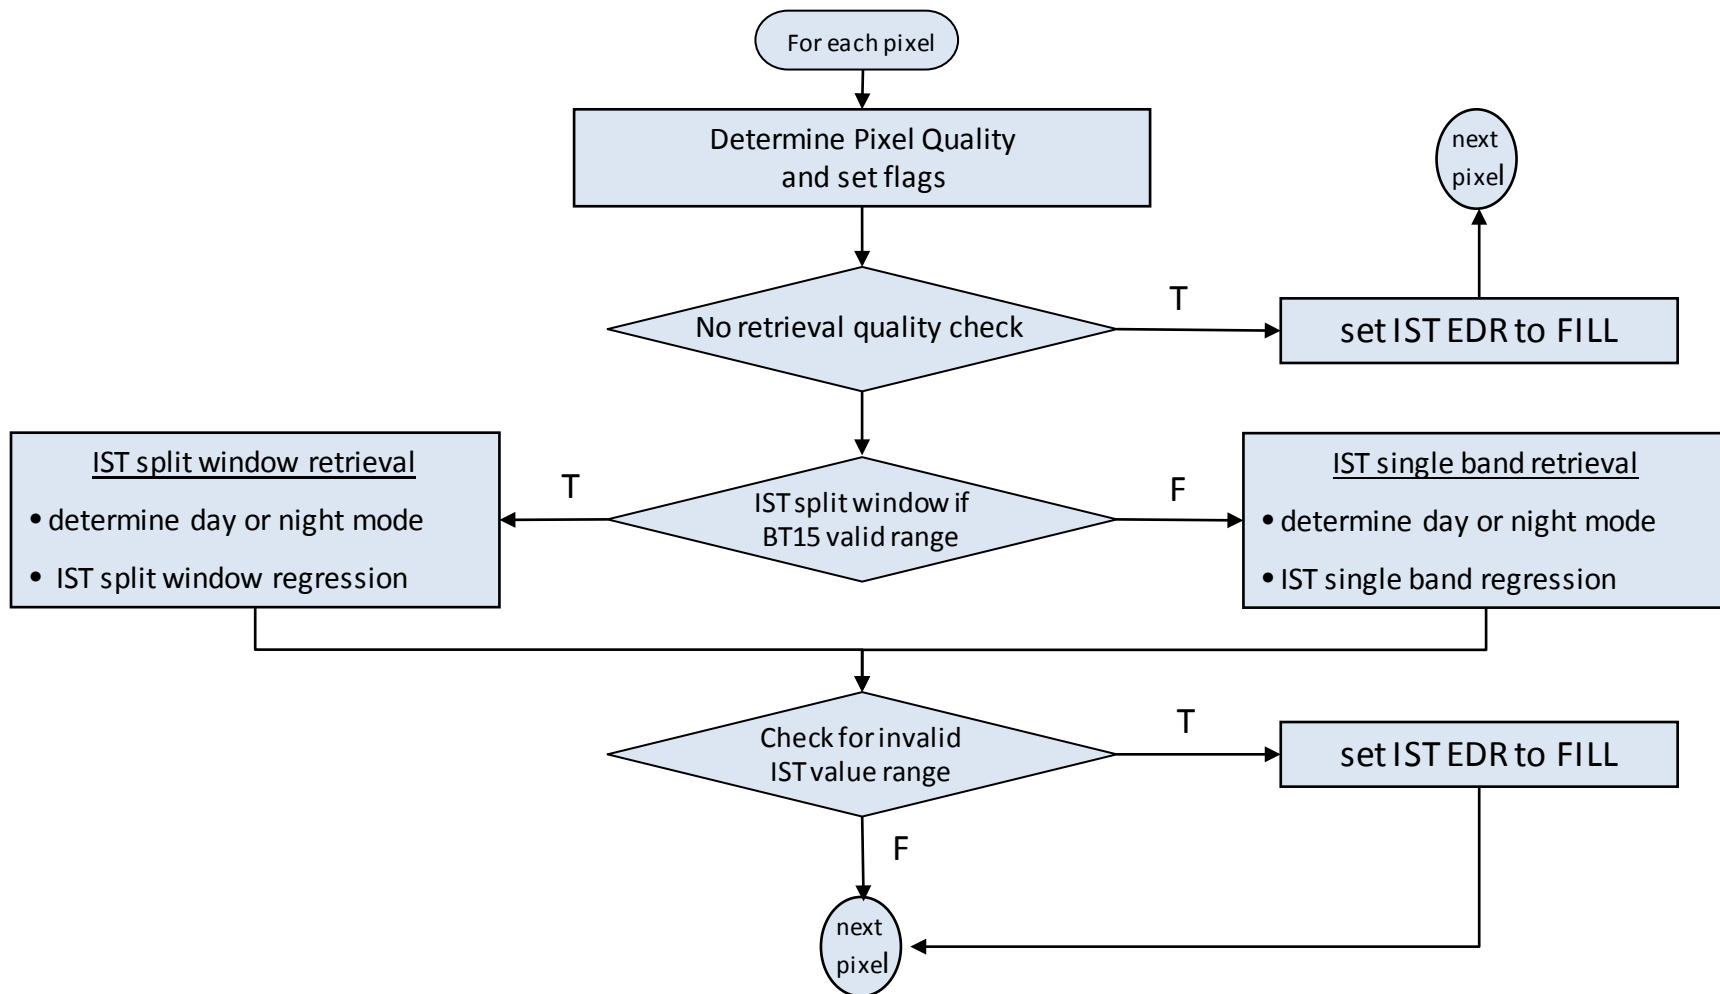 For each pixel
Determine Pixel Quality
and set flags
next
pixel
No retrieval quality check
T
set IST EDR to FILL
IST split window retrieval
• determine day or night mode
• IST split window regression
T
IST split window if
BT15 valid range
F
IST single band retrieval
• determine day or night mode
• IST single band regression
Check for invalid
IST value range
T
set IST EDR to FILL
F
next
pixel